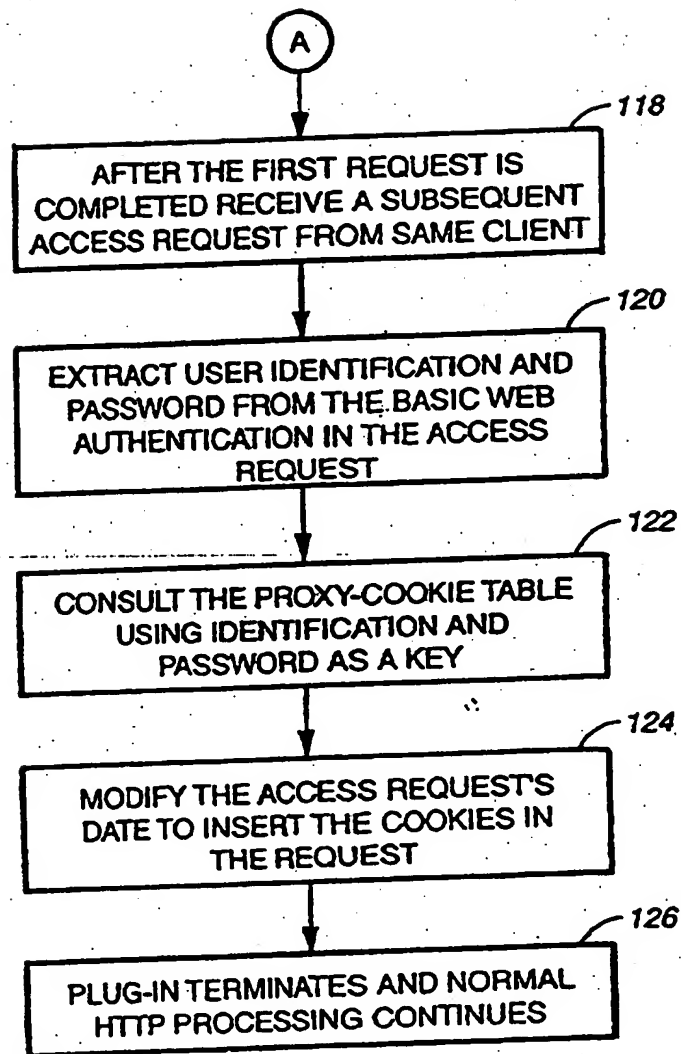 A
118
AFTER THE FIRST REQUEST IS
COMPLETED RECEIVE A SUBSEQUENT
ACCESS REQUEST FROM SAME CLIENT
120
EXTRACT USER IDENTIFICATION AND
PASSWORD FROM THE BASIC WEB
AUTHENTICATION IN THE ACCESS
REQUEST
122
CONSULT THE PROXY-COOKIE TABLE
USING IDENTIFICATION AND
PASSWORD AS A KEY
124
MODIFY THE ACCESS REQUEST'S
DATE TO INSERT THE COOKIES IN
THE REQUEST
126
PLUG-IN TERMINATES AND NORMAL
HTTP PROCESSING CONTINUES